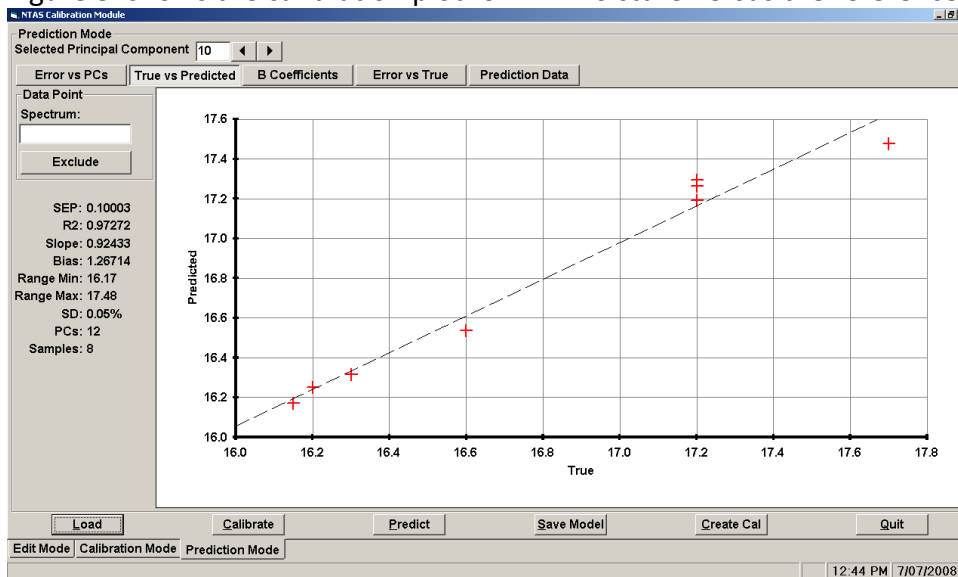 NTAS Calibration Module
Prediction Mode
Selected Principal Component 10
Error vs PCs True vs Predicted B Coefficients Error vs True Prediction Data
Data Point
Spectrum:
Exclude
SEP: 0.10003
R2: 0.97272
Slope: 0.92433
Bias: 1.26714
Range Min: 16.17
Range Max: 17.48
SD: 0.05%
PCs: 12
Samples: 8
17.6
17.4
17.2
17.0
16.8
16.6
16.4
16.2
16.0
Predicted
16.0 16.2 16.4 16.6 16.8 17.0 17.2 17.4 17.6 17.8
True
Load Calibrate Predict Save Model Create Cal Quit
Edit Mode Calibration Mode Prediction Mode
12:44 PM 7/07/2008